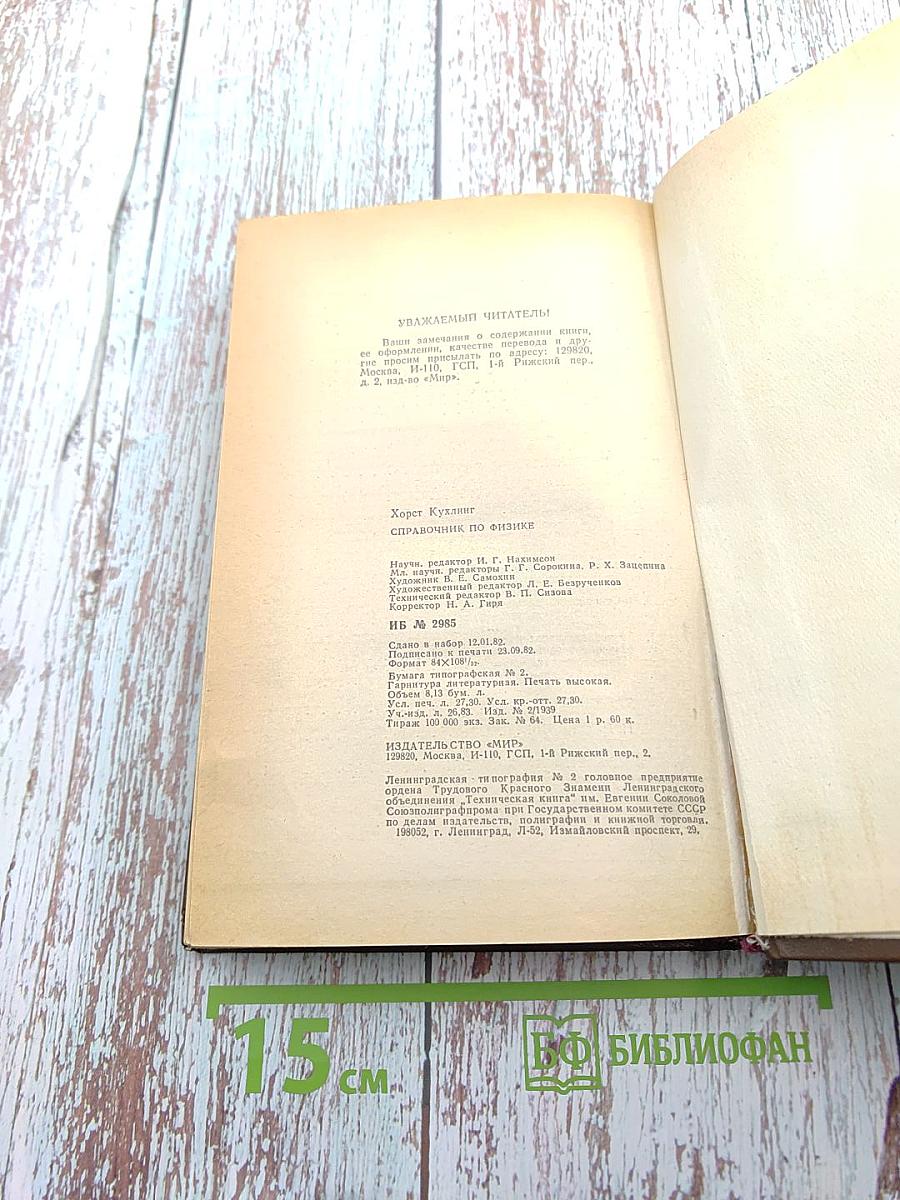 УВАЖАЕМЫЙ ЧИТАТЕЛЬ!
Ваши замечания о содержании книги,
ее оформлении, качестве перевода и дру-
гие просим присылать по адресу: 129820,
Москва, И-110, ГСП, 1-й Рижский пер.,
д. 2, изд-во «Мир».
Хорст Кухлинг
СПРАВОЧНИК ПО ФИЗИКЕ
Научн. редактор И. Г. Нахимсон
Мл. научн. редакторы Г. Г. Сорокина, Р. Х. Зацепина
Художник В. Е. Самохин
Художественный редактор Л. Е. Безрученков
Технический редактор В. П. Сизова
Корректор Н. А. Гиря
ИБ № 2985
Сдано в набор 12.01.82.
Подписано к печати 23.09.82.
Формат 84×108¹/₃₂.
Бумага типографская № 2.
Гарнитура литературная. Печать высокая.
Объем 8,13 бум. л.
Усл. печ. л. 27,30. Усл. кр.-отт. 27,30.
Уч.-изд. л. 26,83. Изд. № 2/1939
Тираж 100 000 экз. Зак. № 64. Цена 1 р. 60 к.
ИЗДАТЕЛЬСТВО «МИР»
129820, Москва, И-110, ГСП, 1-й Рижский пер., 2.
Ленинградская типография № 2 головное предприятие
ордена Трудового Красного Знамени Ленинградского
объединения „Техническая книга" им. Евгении Соколовой
Союзполиграфпрома при Государственном комитете СССР
по делам издательств, полиграфии и книжной торговли.
198052, г. Ленинград, Л-52, Измайловский проспект, 29.
15 см
БФ БИБЛИОФАН